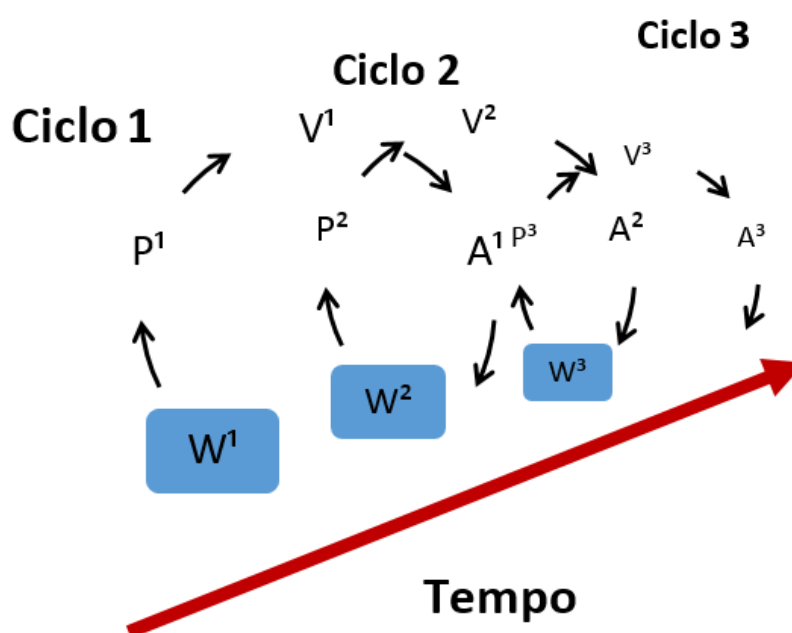 Ciclo 3
Ciclo 2
Ciclo 1
V¹
V²
V³
P¹
P²
A¹
P³
A²
A³
W¹
W²
W³
Tempo